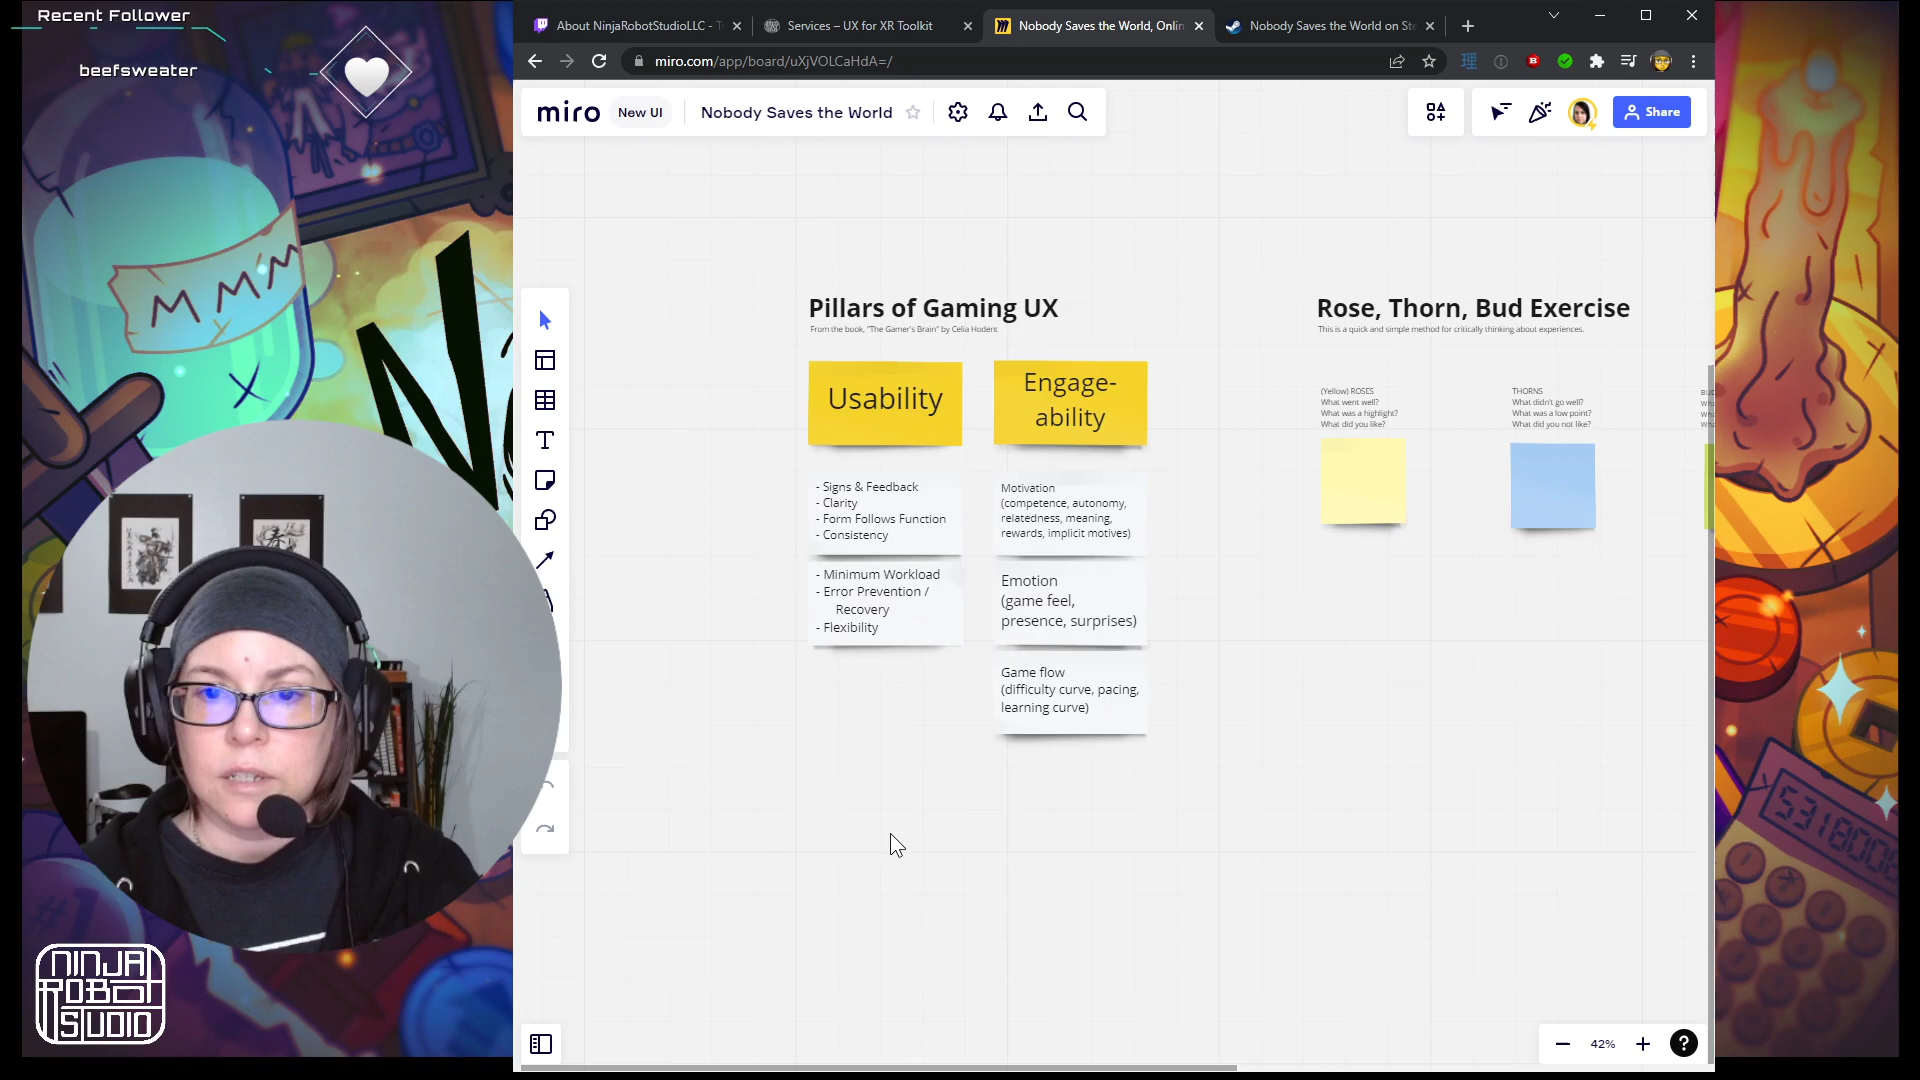 Recent Follower
beefsweater
MMM
NINJA
ROBOT
STUDIO
About NinjaRobotStudioLLC - T
Services – UX for XR Toolkit
Nobody Saves the World, Onlin
Nobody Saves the World on Ste
miro.com/app/board/uXjVOLCaHdA=/
miro
New UI
Nobody Saves the World
Share
Pillars of Gaming UX
From the book, "The Gamer's Brain" by Celia Hodent
Usability
Engage-
ability
- Signs & Feedback
- Clarity
- Form Follows Function
- Consistency
- Minimum Workload
- Error Prevention /
Recovery
- Flexibility
Motivation
(competence, autonomy,
relatedness, meaning,
rewards, implicit motives)
Emotion
(game feel,
presence, surprises)
Game flow
(difficulty curve, pacing,
learning curve)
Rose, Thorn, Bud Exercise
This is a quick and simple method for critically thinking about experiences.
(Yellow) ROSES
What went well?
What was a highlight?
What did you like?
THORNS
What didn't go well?
What was a low point?
What did you not like?
42%
5318008